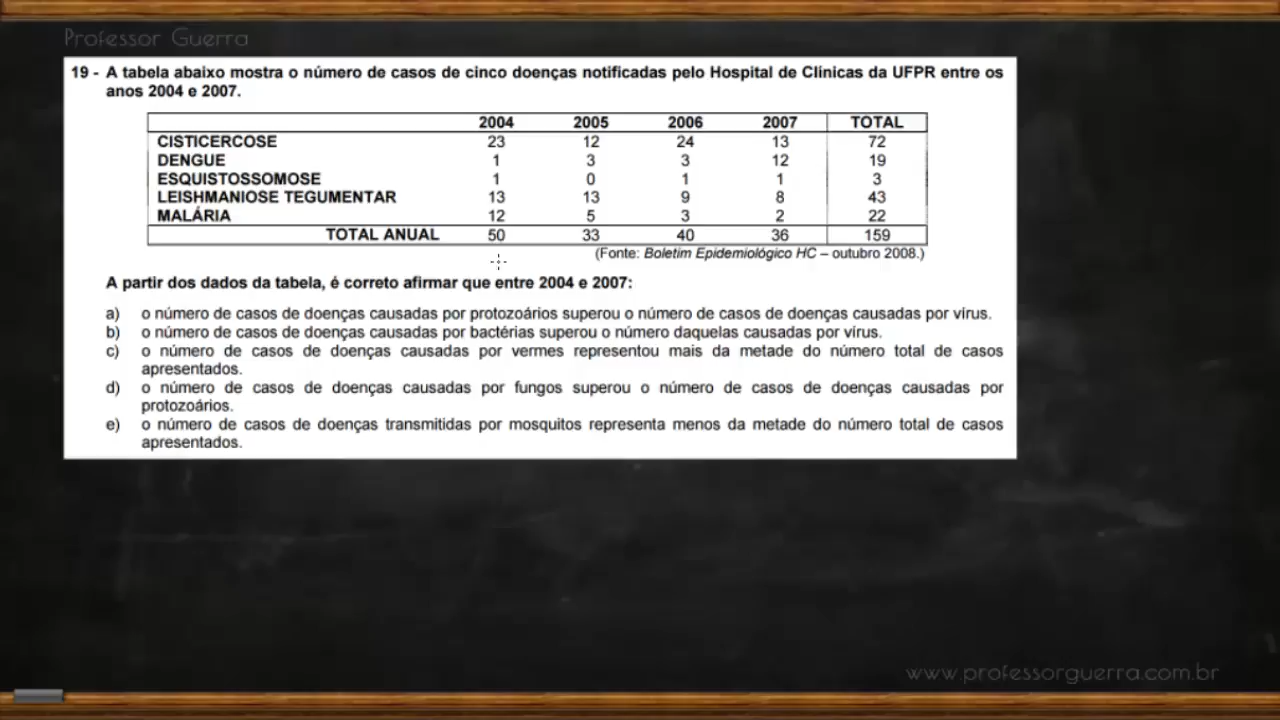 Professor Guerra
19 - A tabela abaixo mostra o número de casos de cinco doenças notificadas pelo Hospital de Clínicas da UFPR entre os
anos 2004 e 2007.
2004 2005 2006 2007 TOTAL
CISTICERCOSE 23 12 24 13 72
DENGUE 1 3 3 12 19
ESQUISTOSSOMOSE 1 0 1 1 3
LEISHMANIOSE TEGUMENTAR 13 13 9 8 43
MALÁRIA 12 5 3 2 22
TOTAL ANUAL 50 33 40 36 159
(Fonte: Boletim Epidemiológico HC – outubro 2008.)
A partir dos dados da tabela, é correto afirmar que entre 2004 e 2007:
a) o número de casos de doenças causadas por protozoários superou o número de casos de doenças causadas por vírus.
b) o número de casos de doenças causadas por bactérias superou o número daquelas causadas por vírus.
c) o número de casos de doenças causadas por vermes representou mais da metade do número total de casos
apresentados.
d) o número de casos de doenças causadas por fungos superou o número de casos de doenças causadas por
protozoários.
e) o número de casos de doenças transmitidas por mosquitos representa menos da metade do número total de casos
apresentados.
www.professorguerra.com.br